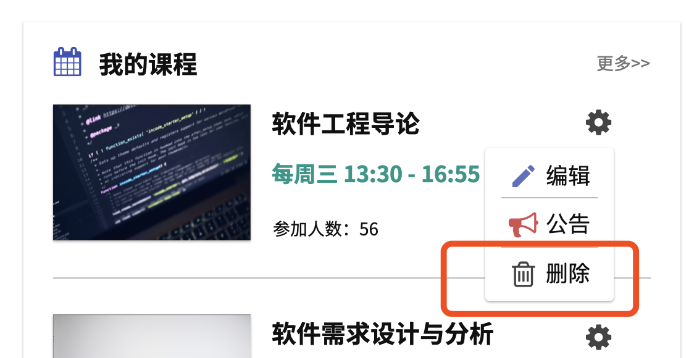 我的课程
更多>>
软件工程导论
每周三 13:30 - 16:55
编辑
公告
参加人数：56
删除
软件需求设计与分析